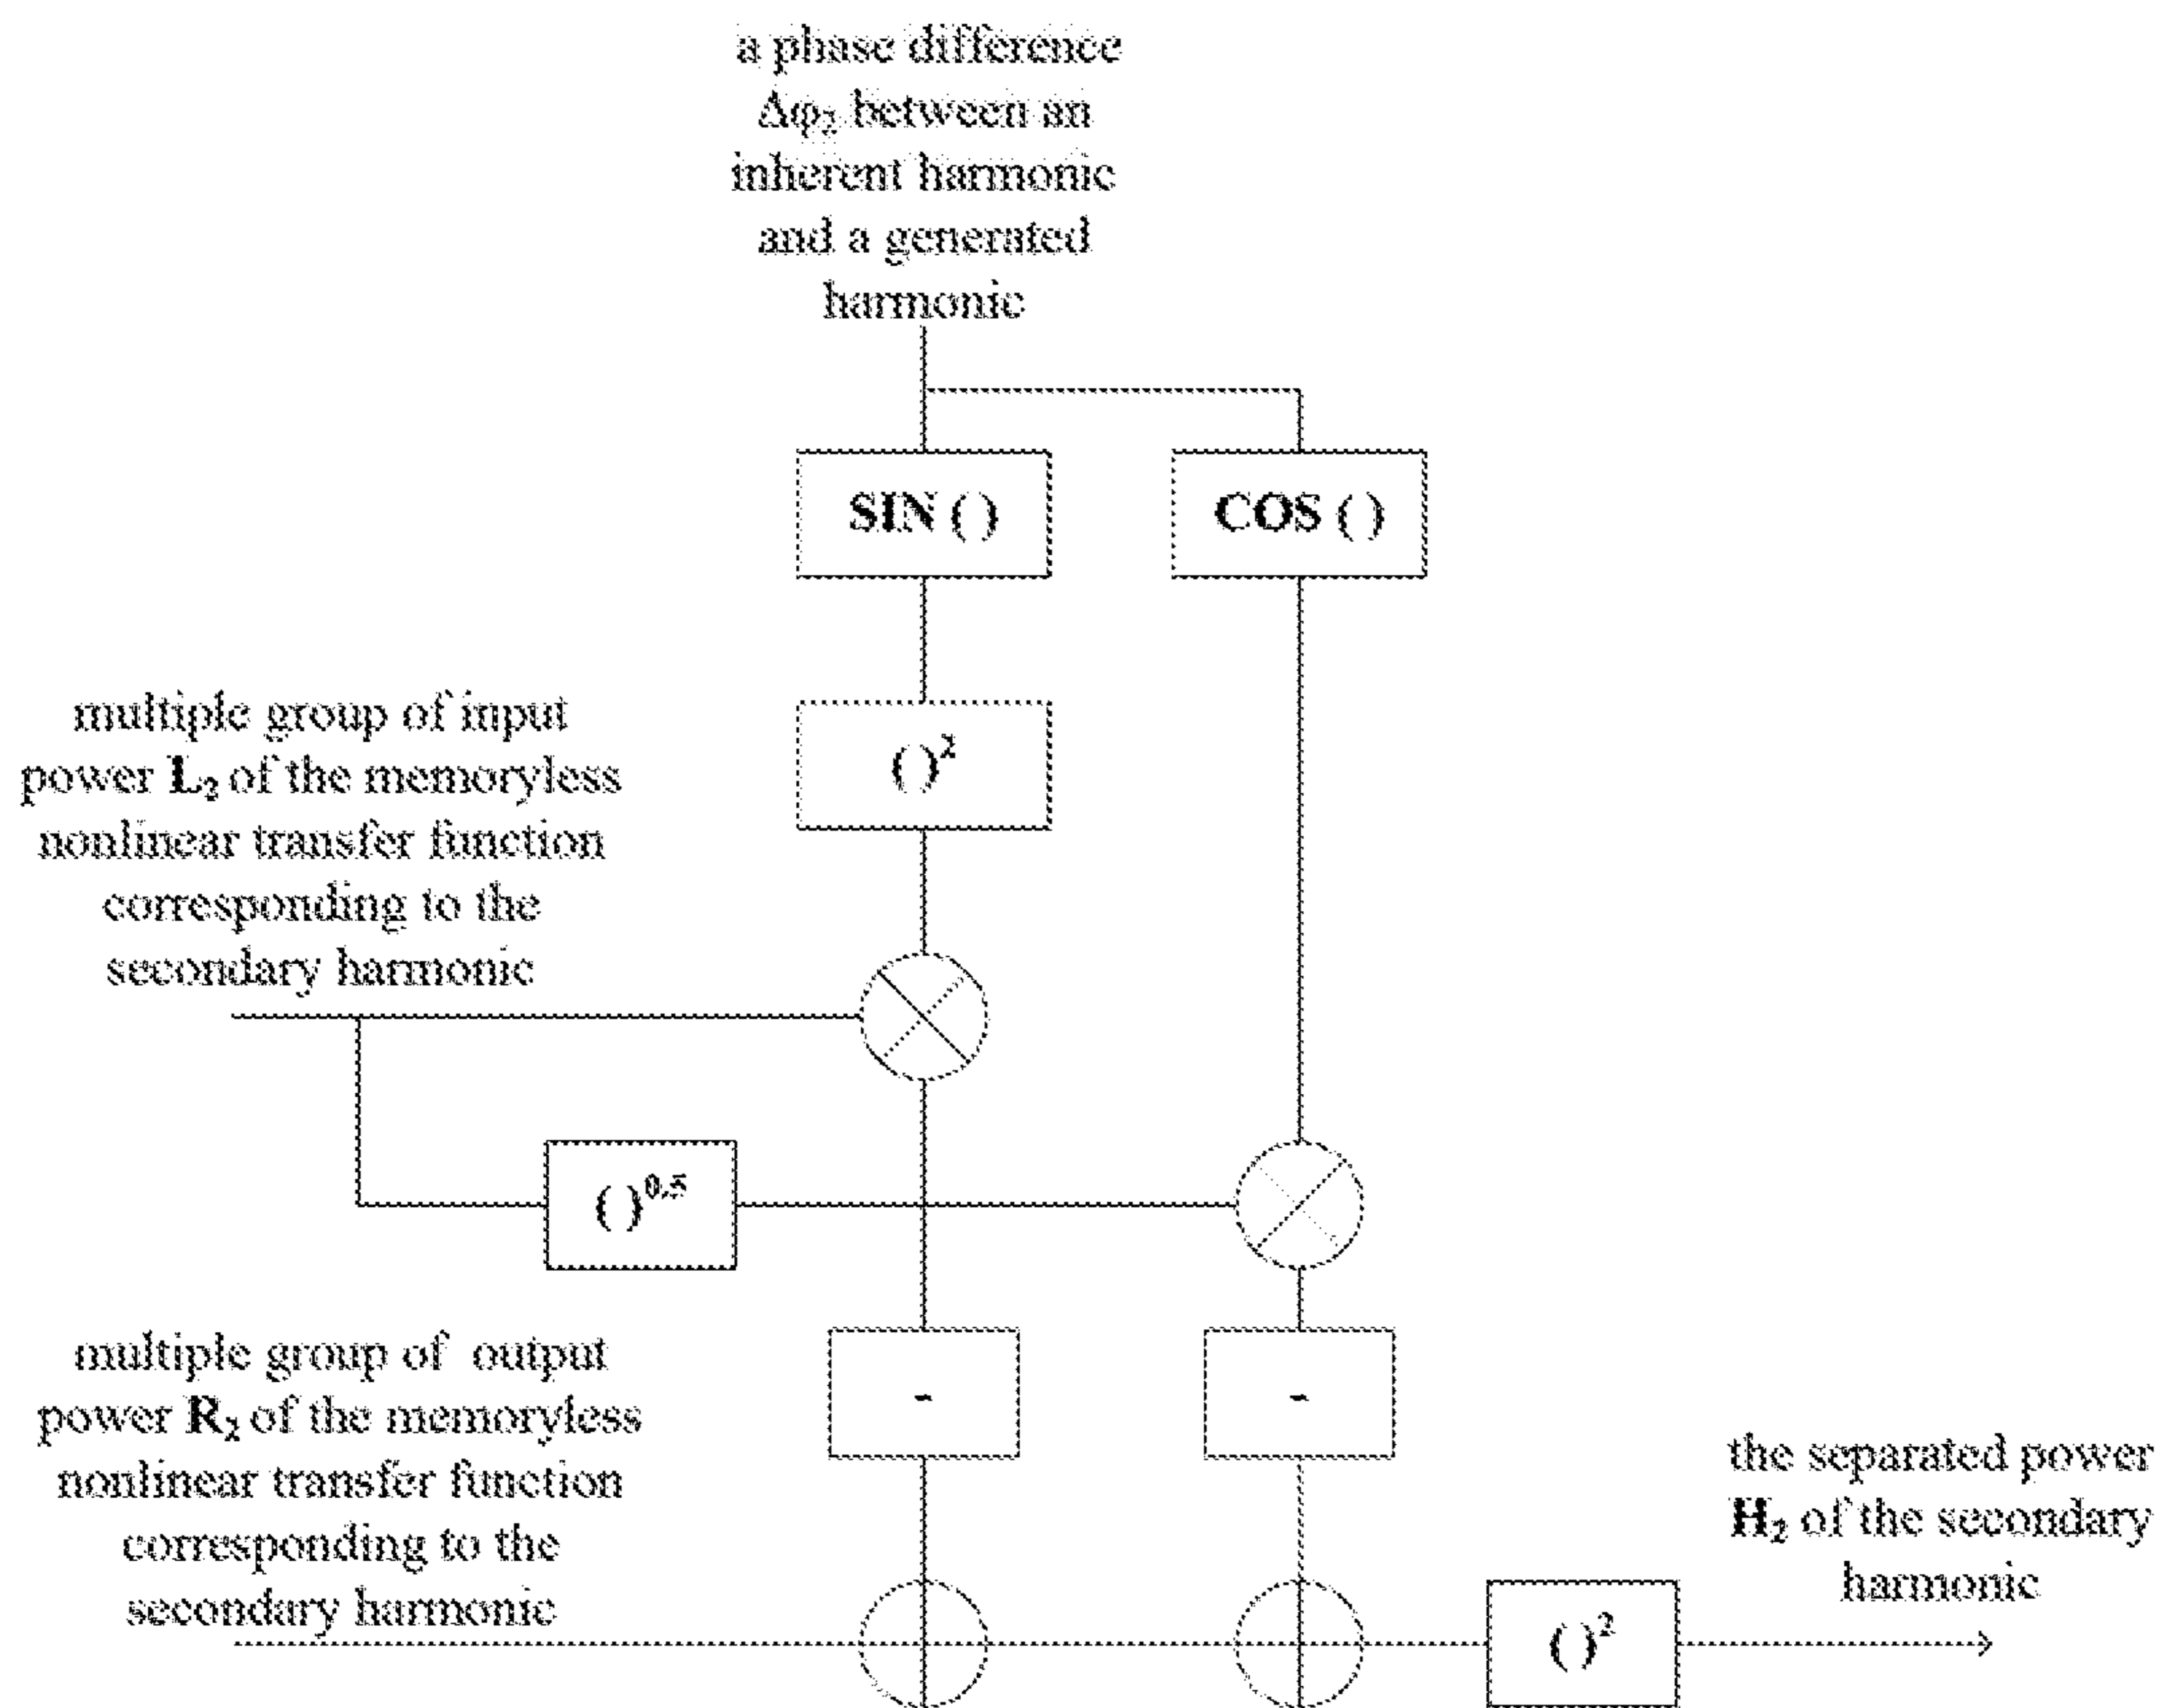 a phase difference
Δφ₂ between an
inherent harmonic
and a generated
harmonic
SIN ( )
COS ( )
( )²
multiple group of input
power L₂ of the memoryless
nonlinear transfer function
corresponding to the
secondary harmonic
( )⁰·⁵
multiple group of output
power R₂ of the memoryless
nonlinear transfer function
corresponding to the
secondary harmonic
-
-
( )²
the separated power
H₂ of the secondary
harmonic